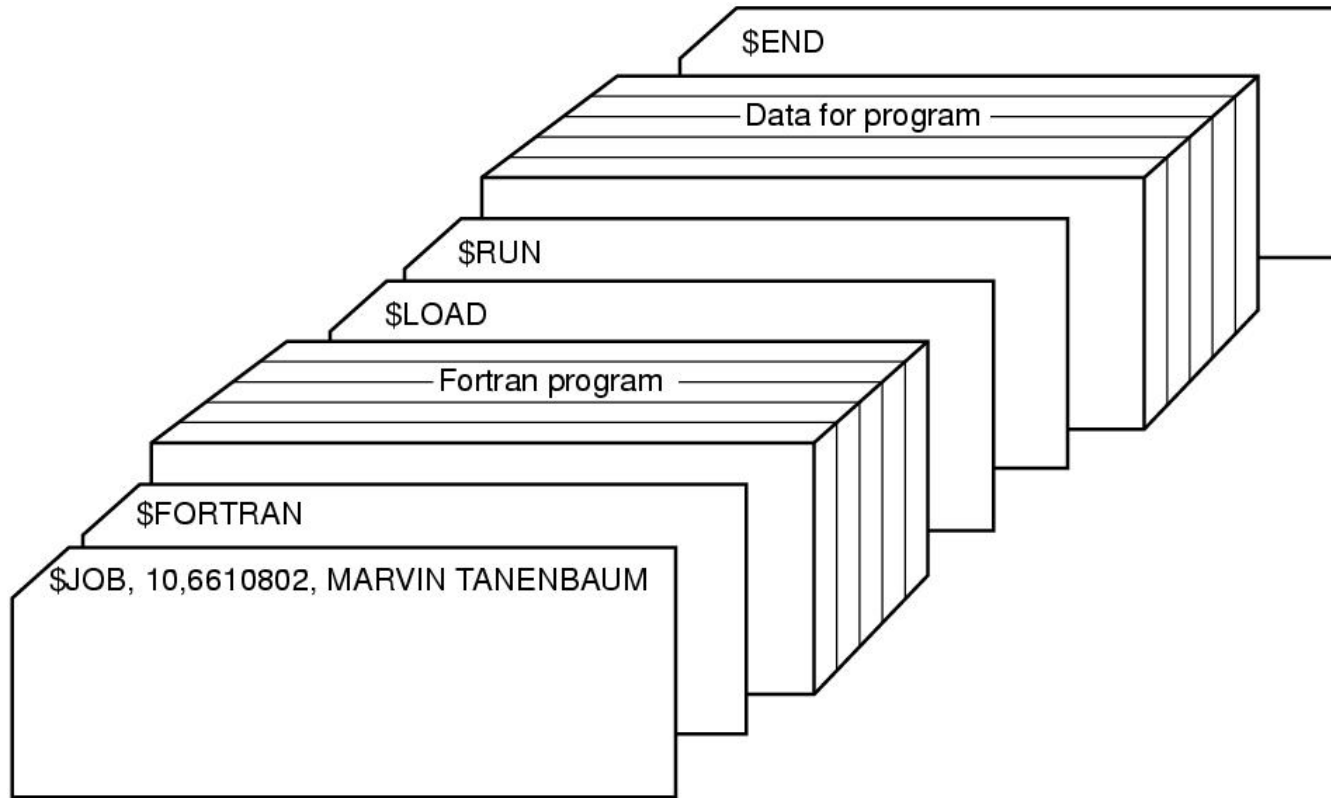 $END
Data for program
$RUN
$LOAD
Fortran program
$FORTRAN
$JOB, 10,6610802, MARVIN TANENBAUM